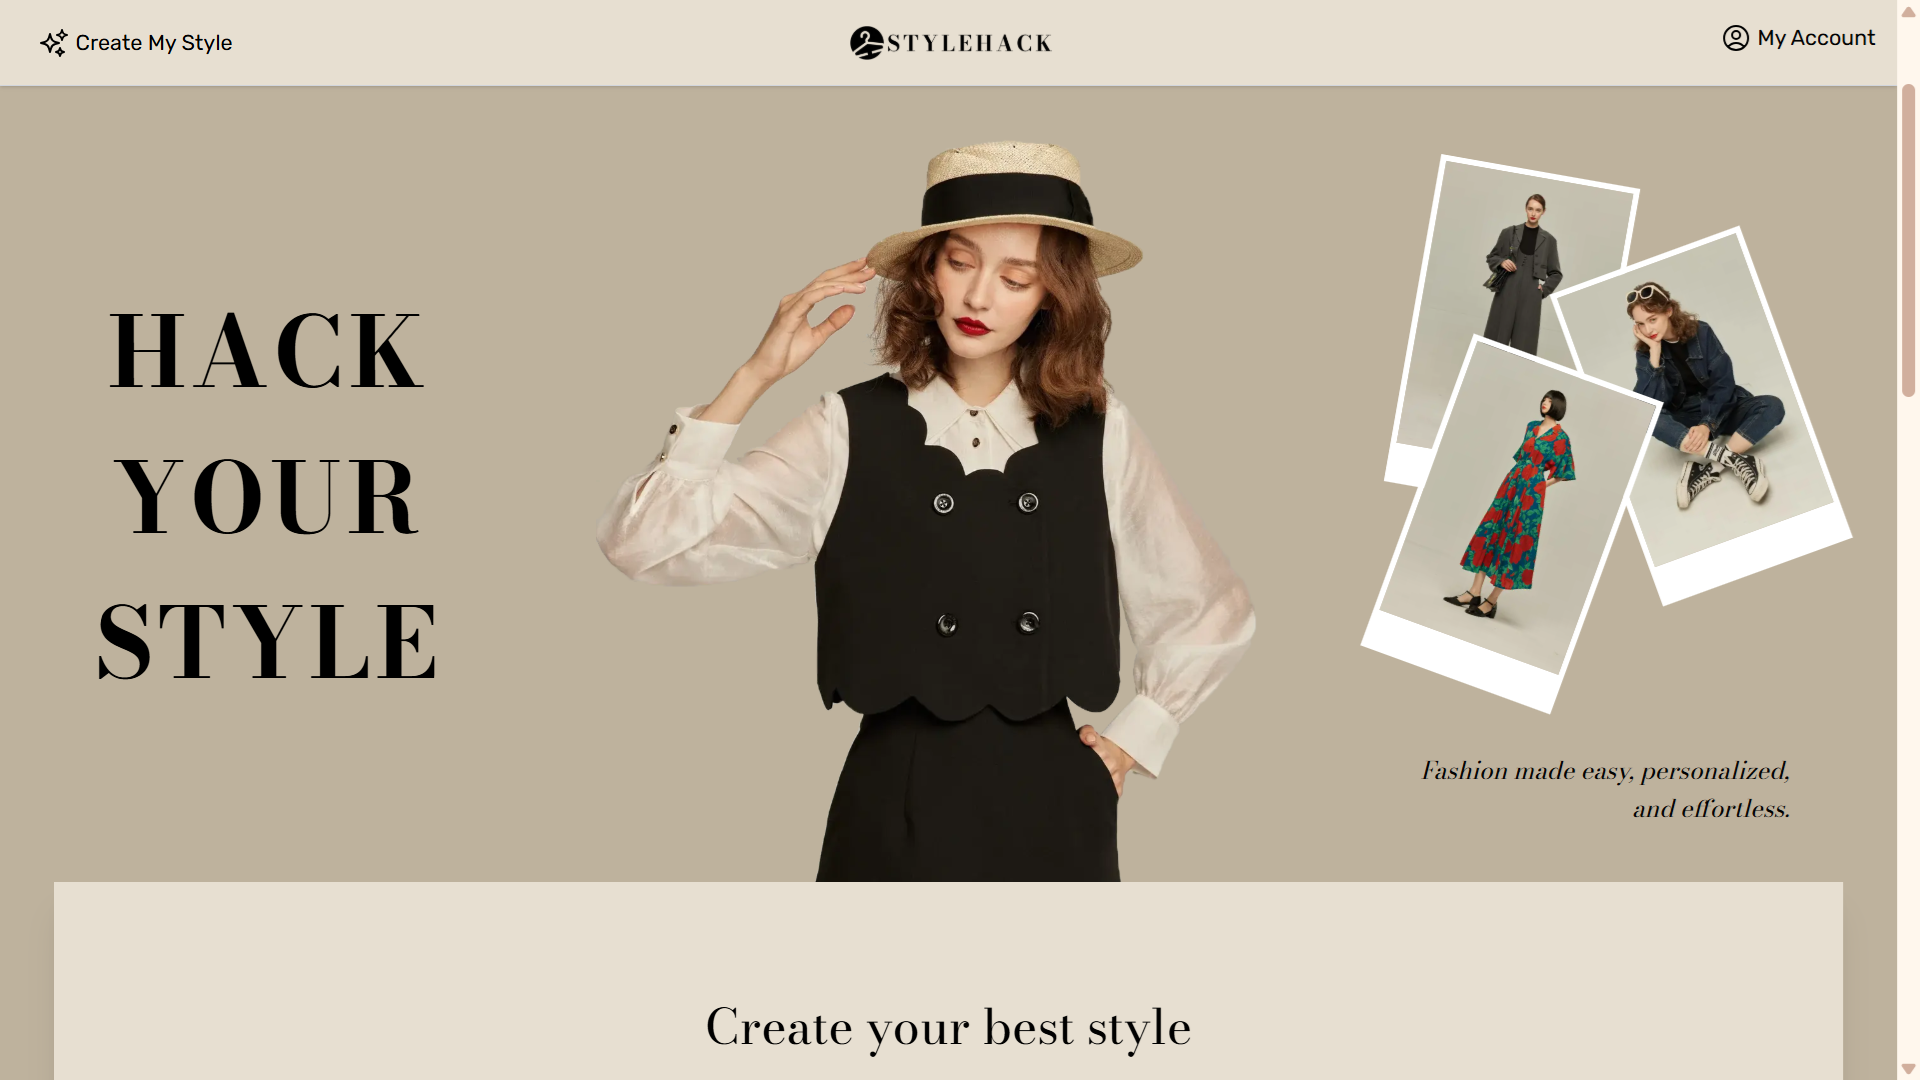 Create My Style
STYLEHACK
My Account
HACK
YOUR
STYLE
Fashion made easy, personalized,
and effortless.
Create your best style